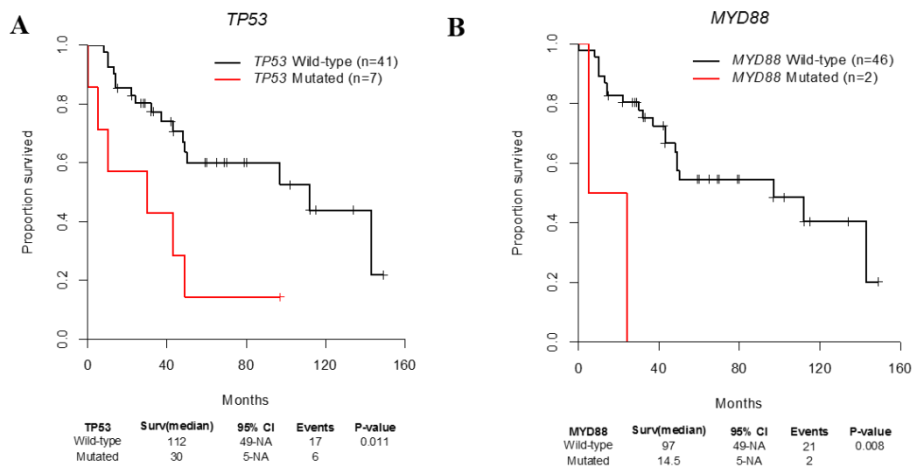 A
TP53
TP53 Wild-type (n=41)
TP53 Mutated (n=7)
Proportion survived
1.0
0.8
0.6
0.4
0.2
0.0
0 40 80 120 160
Months
TP53 Surv(median) 95% CI Events P-value
Wild-type 112 49-NA 17 0.011
Mutated 30 5-NA 6
B
MYD88
MYD88 Wild-type (n=46)
MYD88 Mutated (n=2)
Proportion survived
1.0
0.8
0.6
0.4
0.2
0.0
0 40 80 120 160
Months
MYD88 Surv(median) 95% CI Events P-value
Wild-type 97 49-NA 21 0.008
Mutated 14.5 5-NA 2